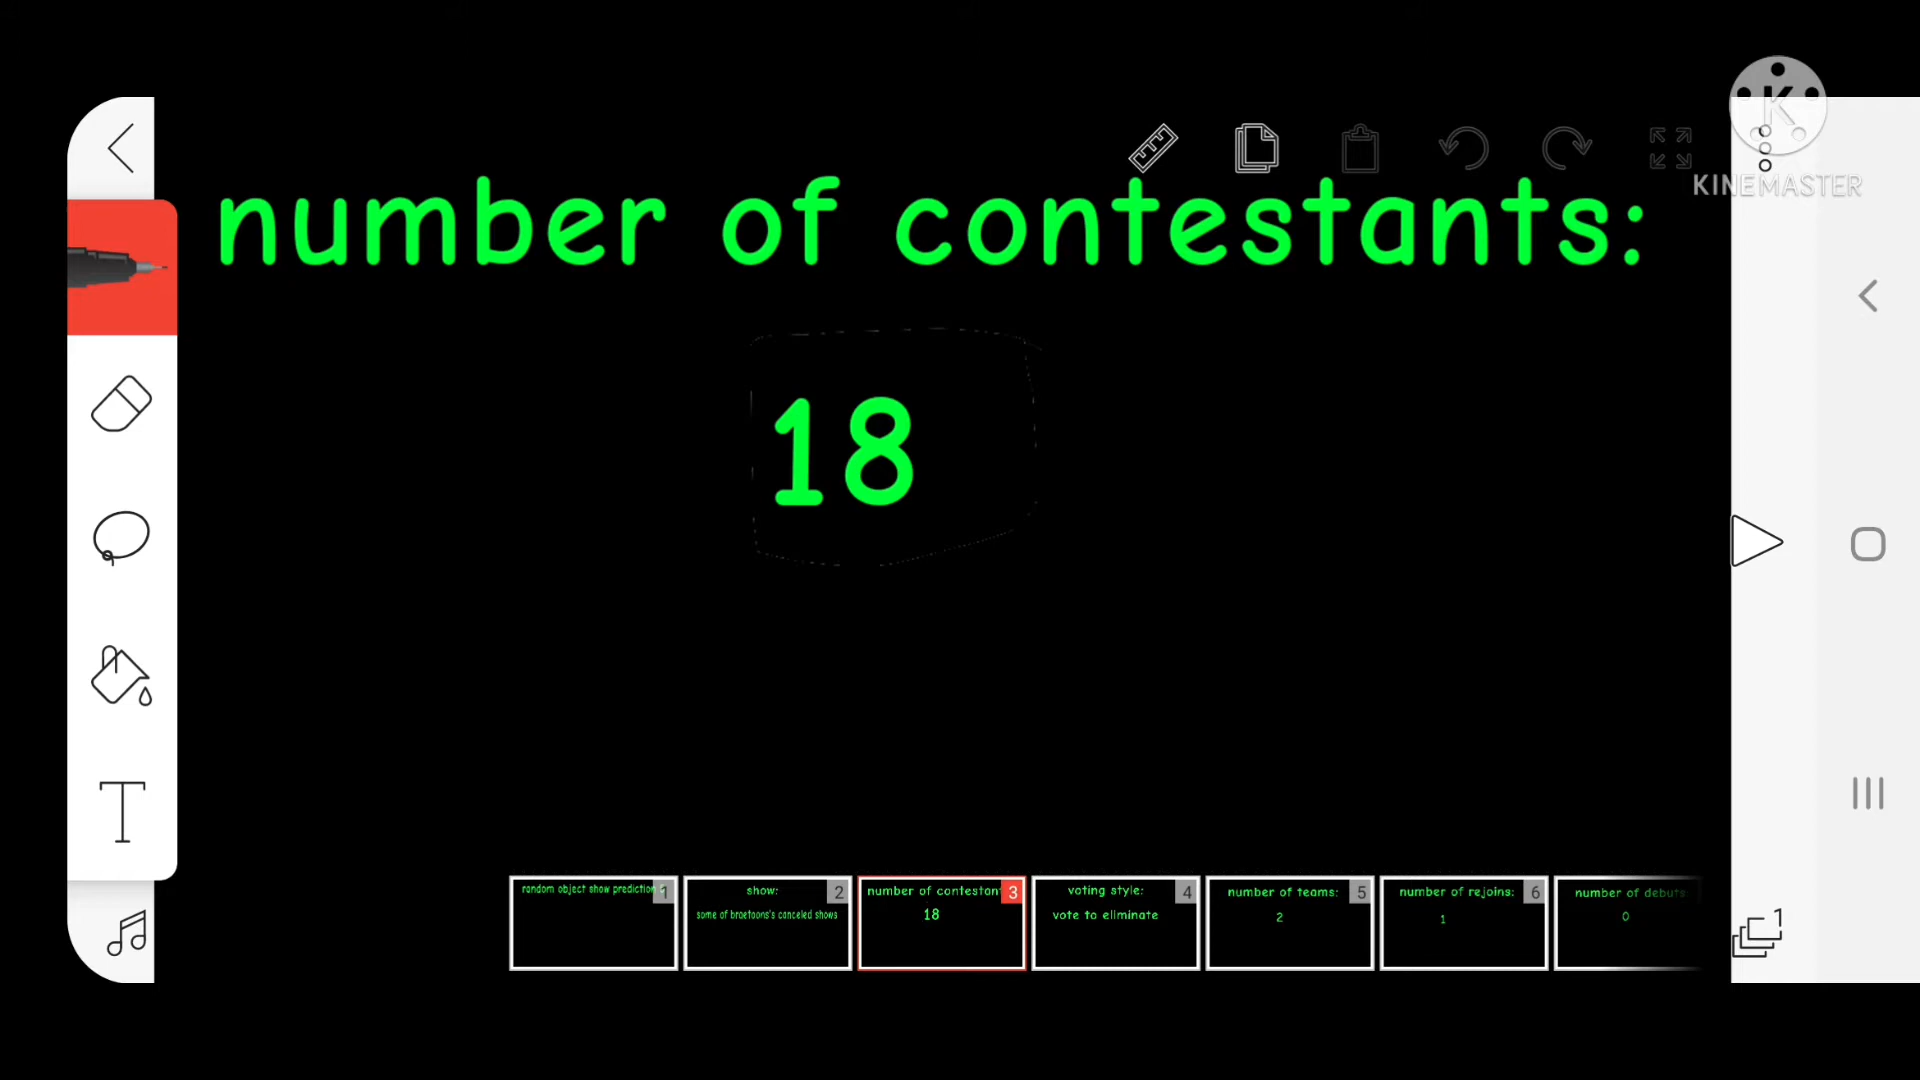 K
KINEMASTER
number of contestants:
18
random object show prediction
1
show:
2
some of broetoons's canceled shows
number of contestan
3
18
voting style:
4
vote to eliminate
number of teams:
5
2
number of rejoins:
6
1
number of debuts
0
1